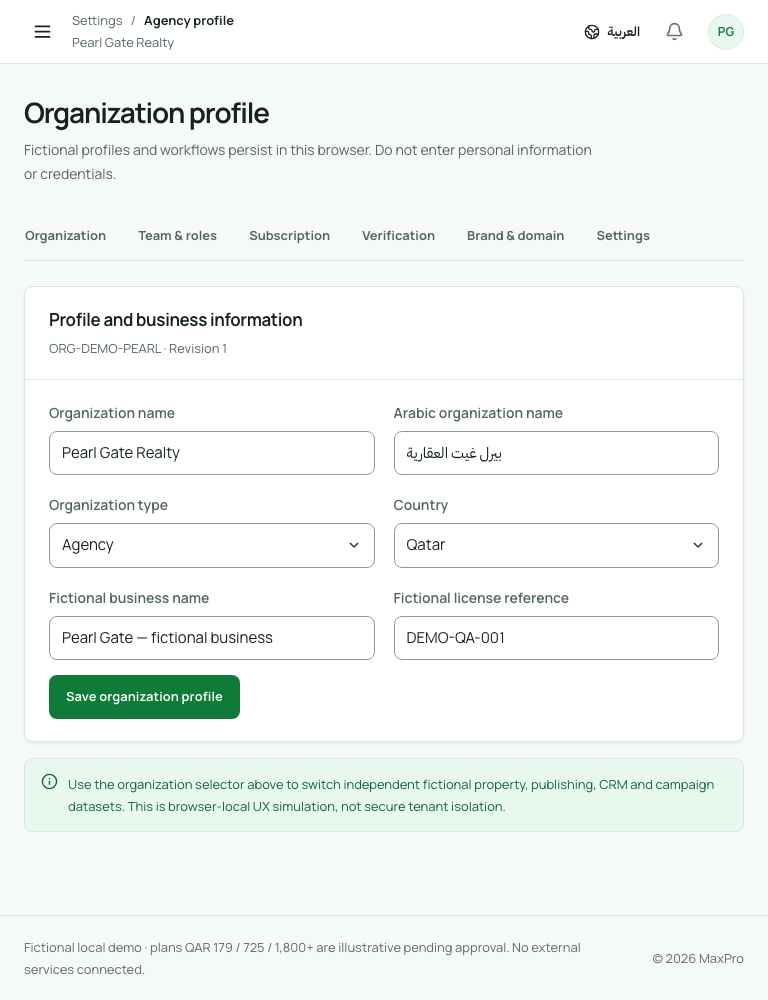 Settings / Agency profile
Pearl Gate Realty
العربية
PG
Organization profile
Fictional profiles and workflows persist in this browser. Do not enter personal information
or credentials.
Organization Team & roles Subscription Verification Brand & domain Settings
Profile and business information
ORG-DEMO-PEARL · Revision 1
Organization name
Arabic organization name
Pearl Gate Realty
بيرل غيت العقارية
Organization type
Country
Agency
Qatar
Fictional business name
Fictional license reference
Pearl Gate — fictional business
DEMO-QA-001
Save organization profile
Use the organization selector above to switch independent fictional property, publishing, CRM and campaign
datasets. This is browser-local UX simulation, not secure tenant isolation.
Fictional local demo · plans QAR 179 / 725 / 1,800+ are illustrative pending approval. No external
services connected.
© 2026 MaxPro